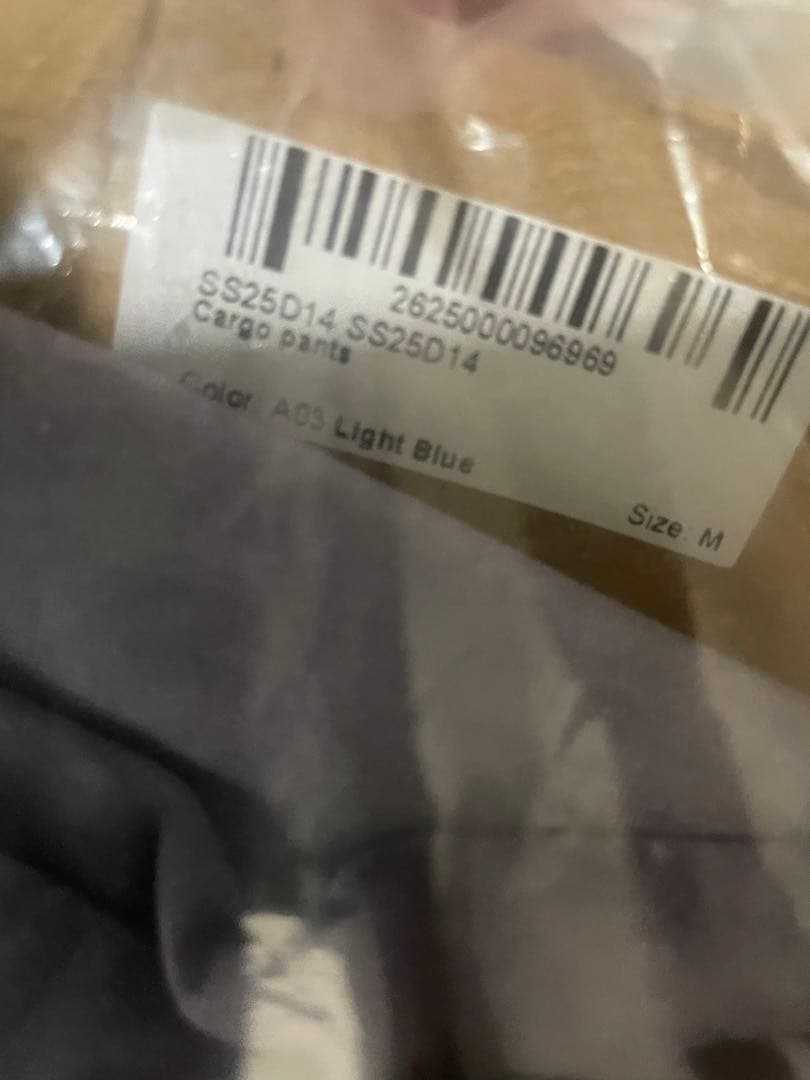 2625000096969
SS25D14 SS25D14
Cargo pants
Color: A03 Light Blue
Size: M